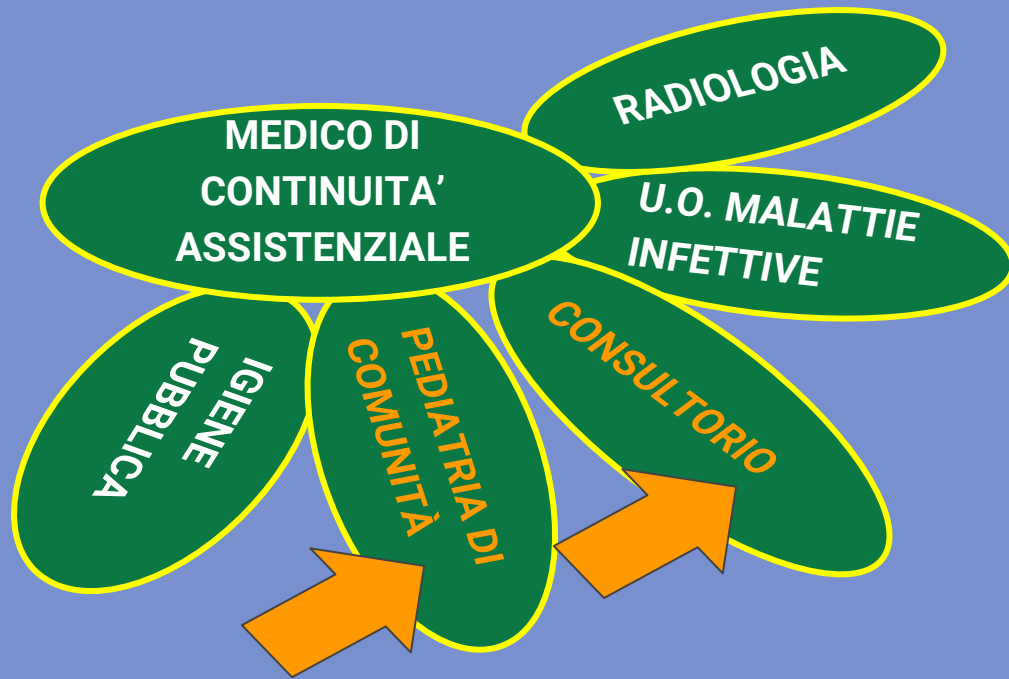 RADIOLOGIA
MEDICO DI
CONTINUITA’
ASSISTENZIALE
U.O. MALATTIE
INFETTIVE
CONSULTORIO
PEDIATRIA DI
COMUNITÀ
IGIENE
PUBBLICA